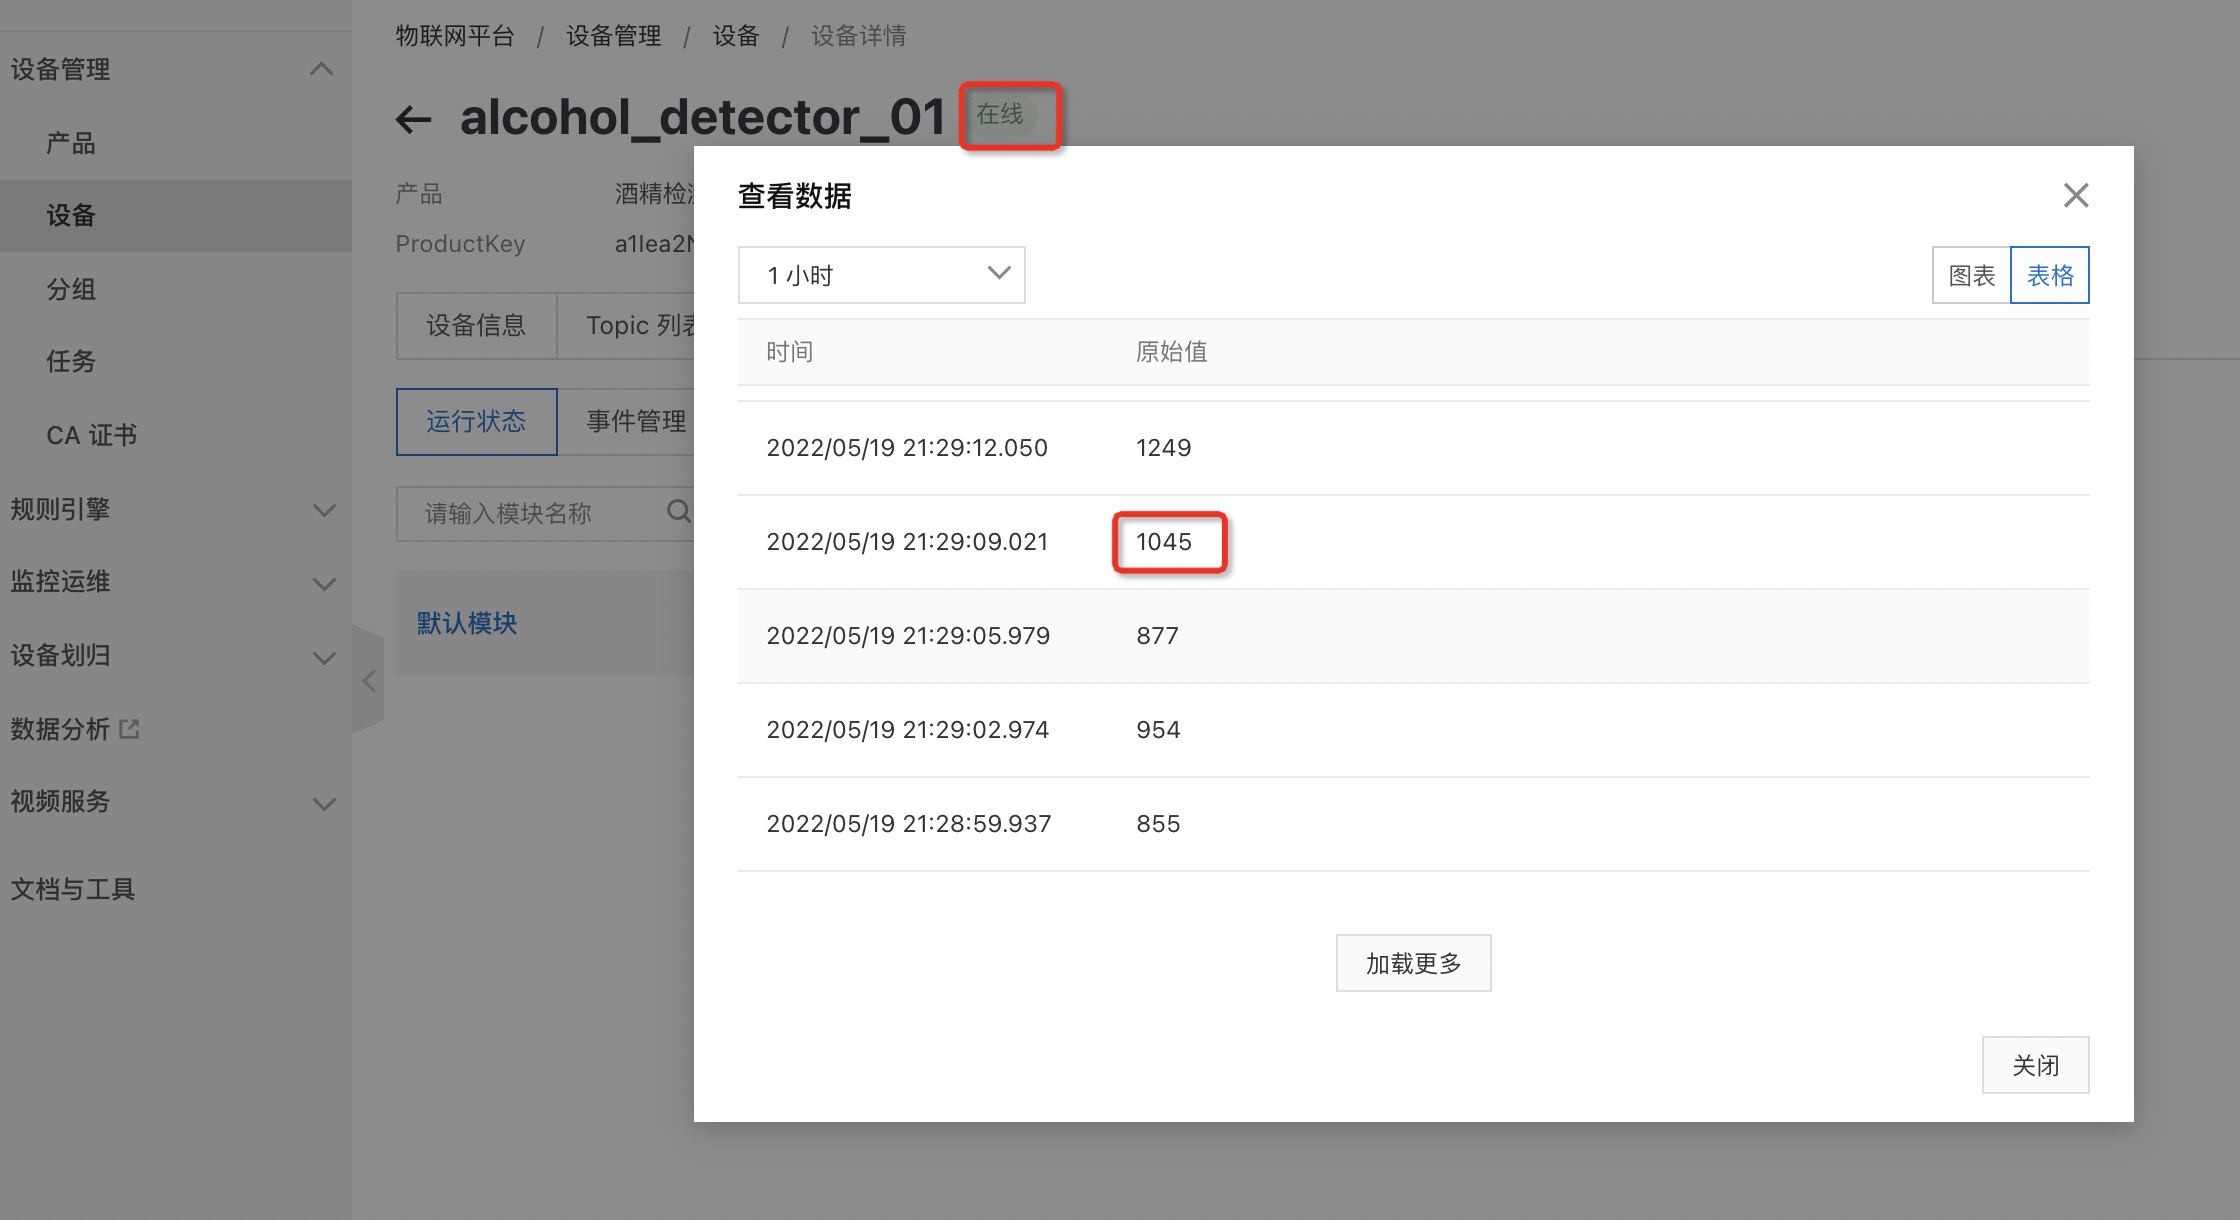 物联网平台 / 设备管理 / 设备 / 设备详情
设备管理
产品
设备
分组
任务
CA 证书
规则引擎
监控运维
设备划归
数据分析
视频服务
文档与工具
alcohol_detector_01 在线
产品 酒精检
ProductKey a1Iea2
设备信息 Topic 列
运行状态 事件管理
请输入模块名称
默认模块
查看数据
1 小时
图表 表格
时间 原始值
2022/05/19 21:29:12.050 1249
2022/05/19 21:29:09.021 1045
2022/05/19 21:29:05.979 877
2022/05/19 21:29:02.974 954
2022/05/19 21:28:59.937 855
加载更多
关闭